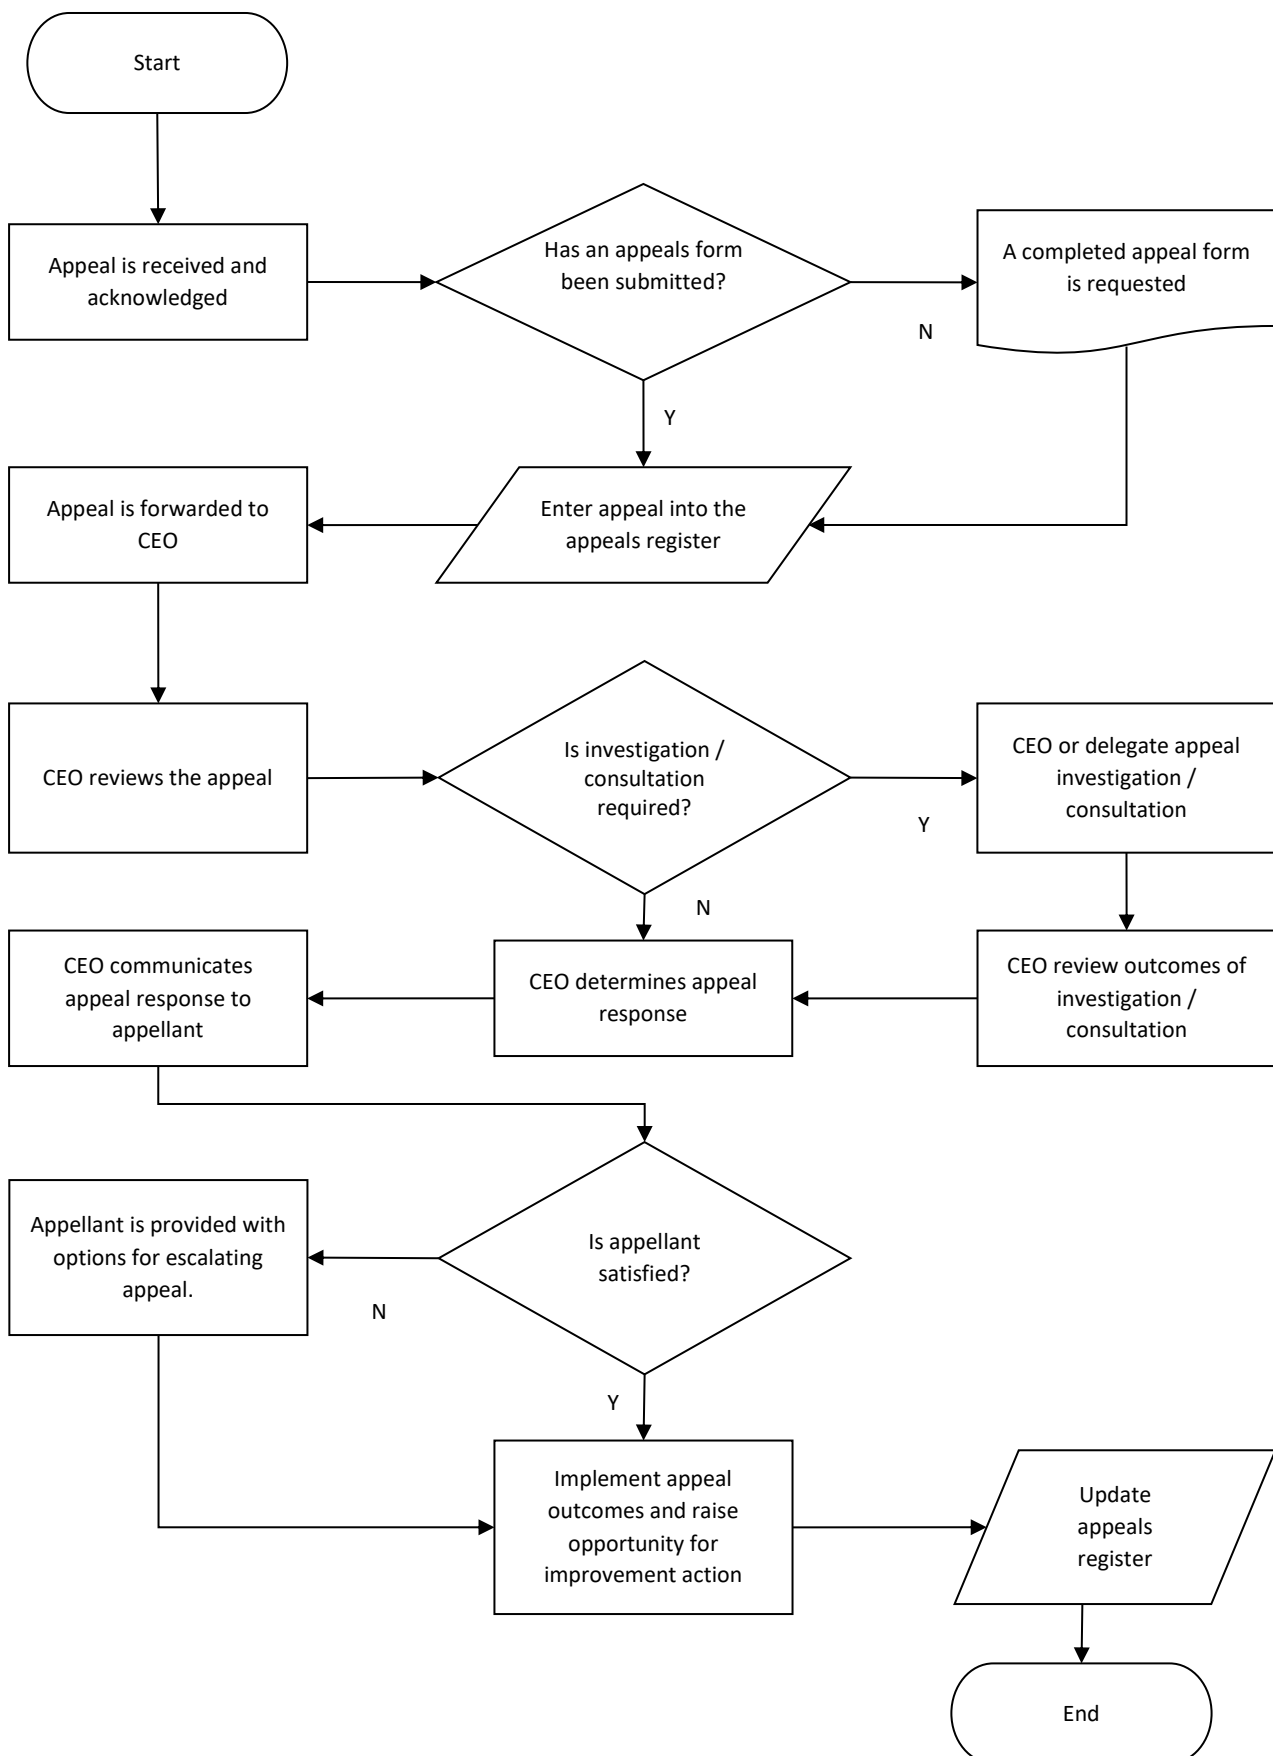 Start
Appeal is received and
acknowledged
Has an appeals form
been submitted?
A completed appeal form
is requested
N
Y
Appeal is forwarded to
CEO
Enter appeal into the
appeals register
CEO reviews the appeal
Is investigation /
consultation
required?
CEO or delegate appeal
investigation /
consultation
Y
N
CEO communicates
appeal response to
appellant
CEO determines appeal
response
CEO review outcomes of
investigation /
consultation
Appellant is provided with
options for escalating
appeal.
Is appellant
satisfied?
N
Y
Implement appeal
outcomes and raise
opportunity for
improvement action
Update
appeals
register
End